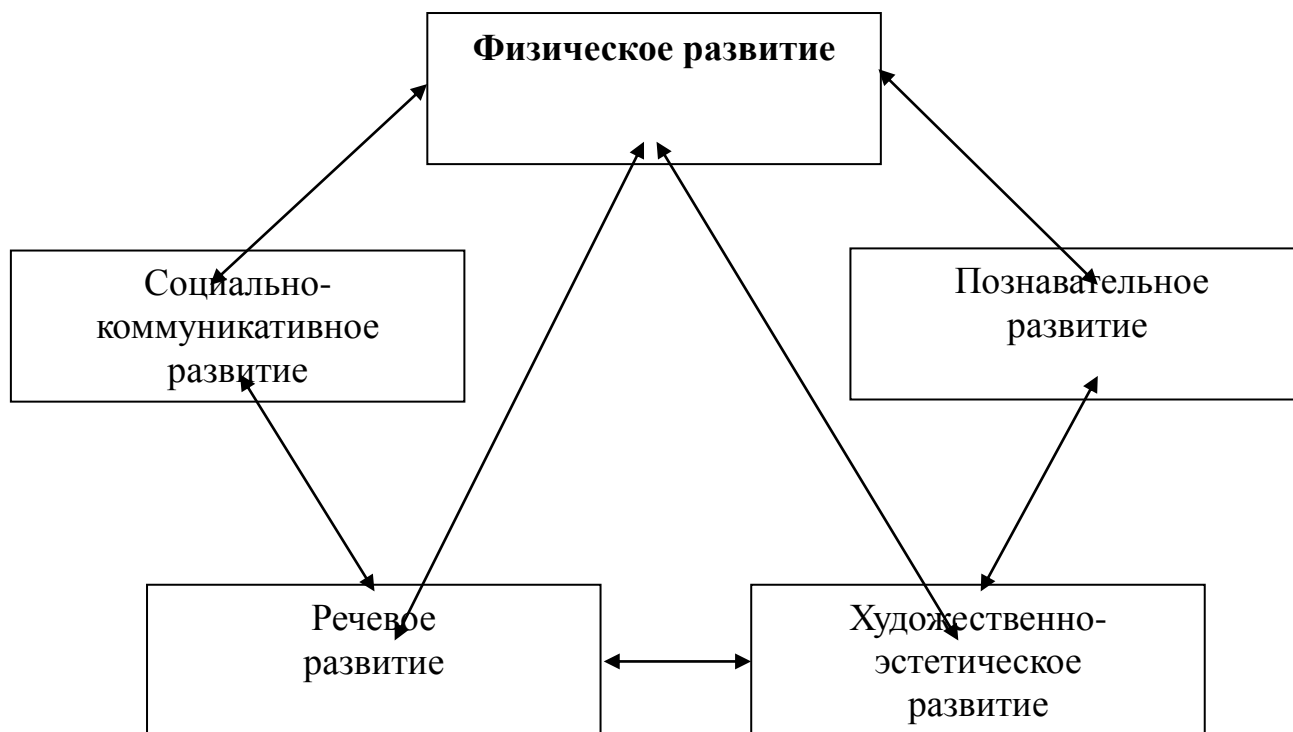 Физическое развитие
Социально-
коммуникативное
развитие
Познавательное
развитие
Речевое
развитие
Художественно-
эстетическое
развитие